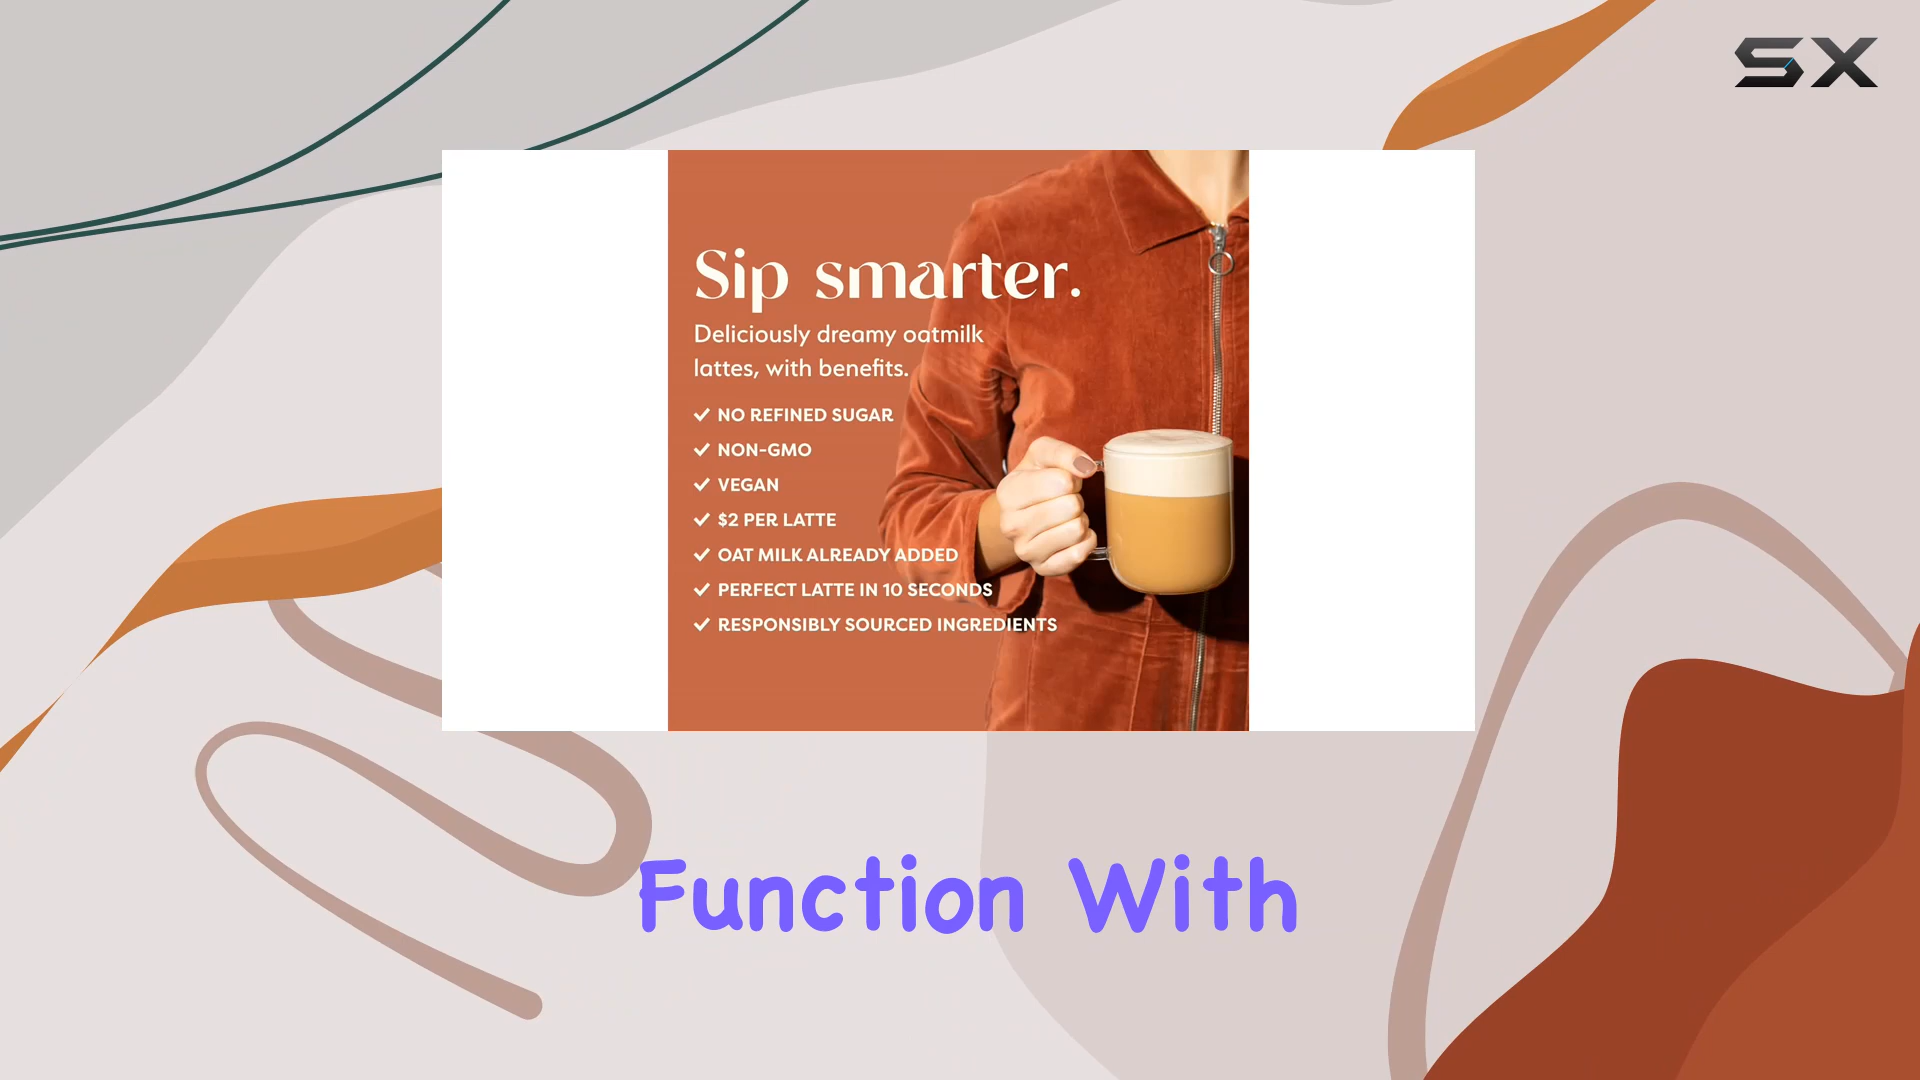 SX
Sip smarter.
Deliciously dreamy oatmilk
lattes, with benefits.
✓ NO REFINED SUGAR
✓ NON-GMO
✓ VEGAN
✓ $2 PER LATTE
✓ OAT MILK ALREADY ADDED
✓ PERFECT LATTE IN 10 SECONDS
✓ RESPONSIBLY SOURCED INGREDIENTS
Function With